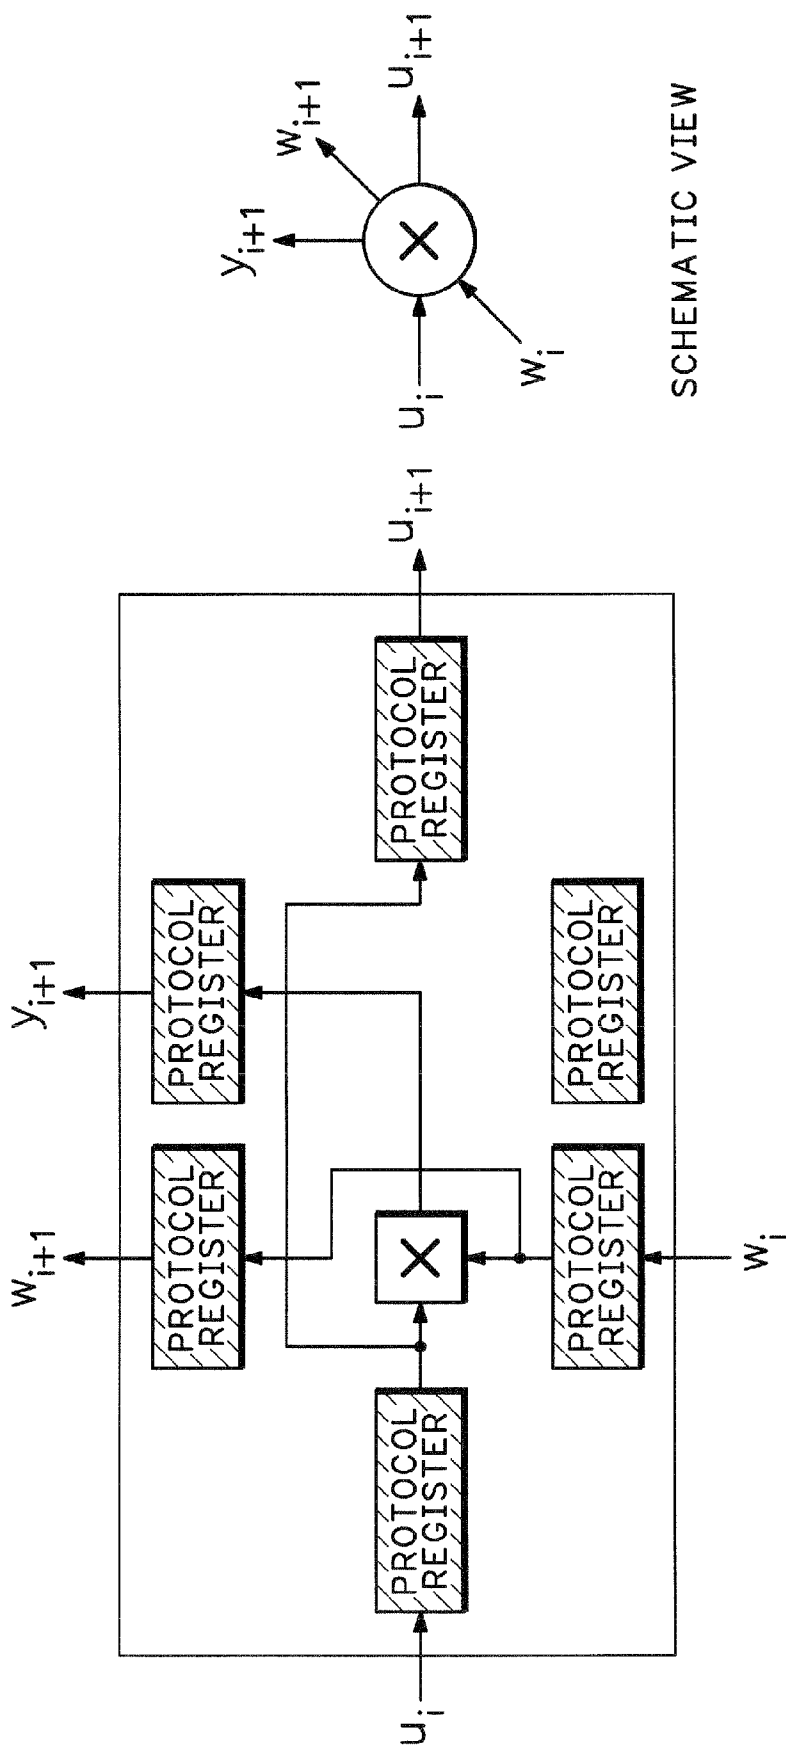 w_{i+1}
y_{i+1}
PROTOCOL
REGISTER
PROTOCOL
REGISTER
u_i
PROTOCOL
REGISTER
×
PROTOCOL
REGISTER
u_{i+1}
PROTOCOL
REGISTER
PROTOCOL
REGISTER
w_i
y_{i+1}
w_{i+1}
u_i
×
u_{i+1}
w_i
SCHEMATIC VIEW